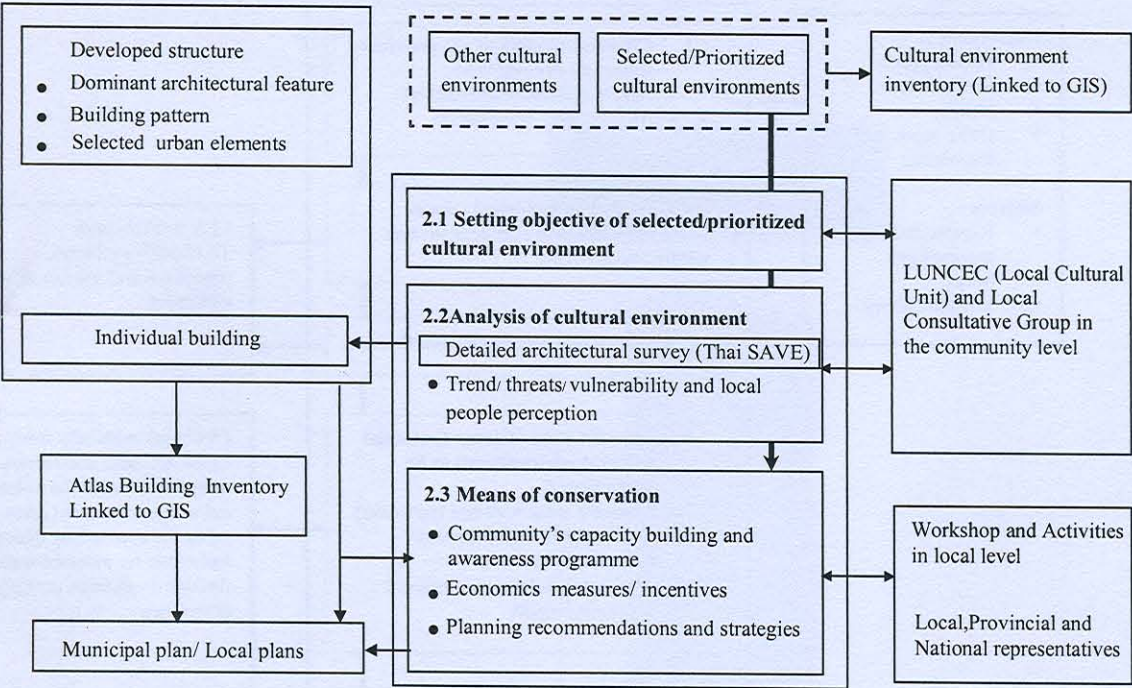 Developed structure
• Dominant architectural feature
• Building pattern
• Selected urban elements
Individual building
Atlas Building Inventory
Linked to GIS
Municipal plan/ Local plans
Other cultural
environments
Selected/Prioritized
cultural environments
Cultural environment
inventory (Linked to GIS)
2.1 Setting objective of selected/prioritized
cultural environment
2.2Analysis of cultural environment
Detailed architectural survey (Thai SAVE)
• Trend/ threats/ vulnerability and local
people perception
2.3 Means of conservation
• Community's capacity building and
awareness programme
• Economics measures/ incentives
• Planning recommendations and strategies
LUNCEC (Local Cultural
Unit) and Local
Consultative Group in
the community level
Workshop and Activities
in local level
Local,Provincial and
National representatives